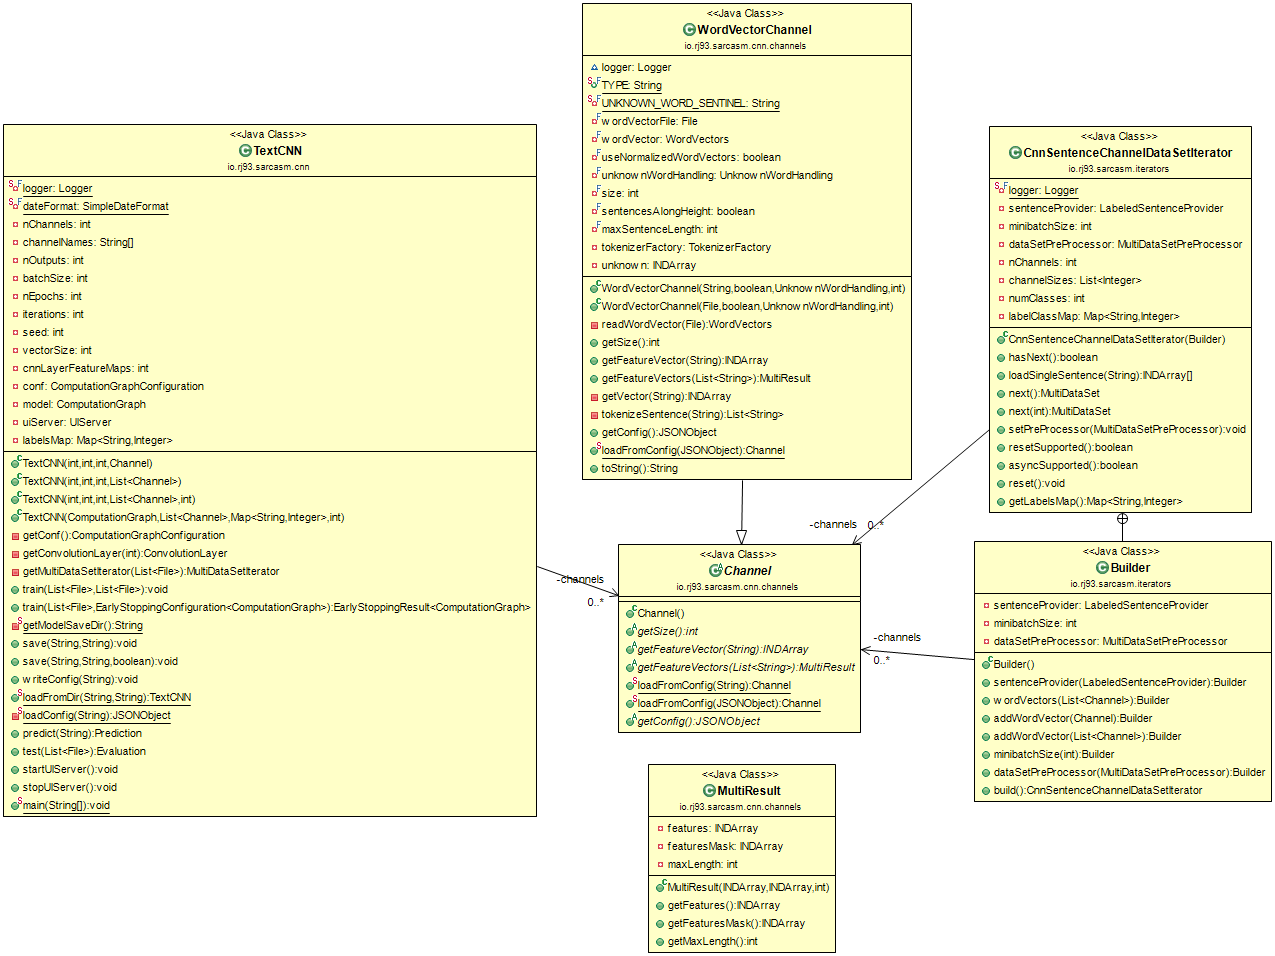 <<Java Class>>
WordVectorChannel
io.rj93.sarcasm.cnn.channels
logger: Logger
TYPE: String
UNKNOWN_WORD_SENTINEL: String
wordVectorFile: File
wordVector: WordVectors
useNormalizedWordVectors: boolean
unknownWordHandling: UnknownWordHandling
size: int
sentencesAlongHeight: boolean
maxSentenceLength: int
tokenizerFactory: TokenizerFactory
unknown: INDArray
WordVectorChannel(String,boolean,UnknownWordHandling,int)
WordVectorChannel(File,boolean,UnknownWordHandling,int)
readWordVector(File):WordVectors
getSize():int
getFeatureVector(String):INDArray
getFeatureVectors(List<String>):MultiResult
getVector(String):INDArray
tokenizeSentence(String):List<String>
getConfig():JSONObject
loadFromConfig(JSONObject):Channel
toString():String
<<Java Class>>
TextCNN
io.rj93.sarcasm.cnn
logger: Logger
dateFormat: SimpleDateFormat
nChannels: int
channelNames: String[]
nOutputs: int
batchSize: int
nEpochs: int
iterations: int
seed: int
vectorSize: int
cnnLayerFeatureMaps: int
conf: ComputationGraphConfiguration
model: ComputationGraph
uiServer: UIServer
labelsMap: Map<String,Integer>
TextCNN(int,int,int,Channel)
TextCNN(int,int,int,List<Channel>)
TextCNN(int,int,int,List<Channel>,int)
TextCNN(ComputationGraph,List<Channel>,Map<String,Integer>,int)
getConf():ComputationGraphConfiguration
getConvolutionLayer(int):ConvolutionLayer
getMultiDataSetIterator(List<File>):MultiDataSetIterator
train(List<File>,List<File>):void
train(List<File>,EarlyStoppingConfiguration<ComputationGraph>):EarlyStoppingResult<ComputationGraph>
getModelSaveDir():String
save(String,String):void
save(String,String,boolean):void
writeConfig(String):void
loadFromDir(String,String):TextCNN
loadConfig(String):JSONObject
predict(String):Prediction
test(List<File>):Evaluation
startUIServer():void
stopUIServer():void
main(String[]):void
<<Java Class>>
CnnSentenceChannelDataSetIterator
io.rj93.sarcasm.iterators
logger: Logger
sentenceProvider: LabeledSentenceProvider
minibatchSize: int
dataSetPreProcessor: MultiDataSetPreProcessor
nChannels: int
channelSizes: List<Integer>
numClasses: int
labelClassMap: Map<String,Integer>
CnnSentenceChannelDataSetIterator(Builder)
hasNext():boolean
loadSingleSentence(String):INDArray[]
next():MultiDataSet
next(int):MultiDataSet
setPreProcessor(MultiDataSetPreProcessor):void
resetSupported():boolean
asyncSupported():boolean
reset():void
getLabelsMap():Map<String,Integer>
-channels 0..*
-channels
0..*
<<Java Class>>
Channel
io.rj93.sarcasm.cnn.channels
Channel()
getSize():int
getFeatureVector(String):INDArray
getFeatureVectors(List<String>):MultiResult
loadFromConfig(String):Channel
loadFromConfig(JSONObject):Channel
getConfig():JSONObject
-channels
0..*
<<Java Class>>
Builder
io.rj93.sarcasm.iterators
sentenceProvider: LabeledSentenceProvider
minibatchSize: int
dataSetPreProcessor: MultiDataSetPreProcessor
Builder()
sentenceProvider(LabeledSentenceProvider):Builder
wordVectors(List<Channel>):Builder
addWordVector(Channel):Builder
addWordVector(List<Channel>):Builder
minibatchSize(int):Builder
dataSetPreProcessor(MultiDataSetPreProcessor):Builder
build():CnnSentenceChannelDataSetIterator
<<Java Class>>
MultiResult
io.rj93.sarcasm.cnn.channels
features: INDArray
featuresMask: INDArray
maxLength: int
MultiResult(INDArray,INDArray,int)
getFeatures():INDArray
getFeaturesMask():INDArray
getMaxLength():int